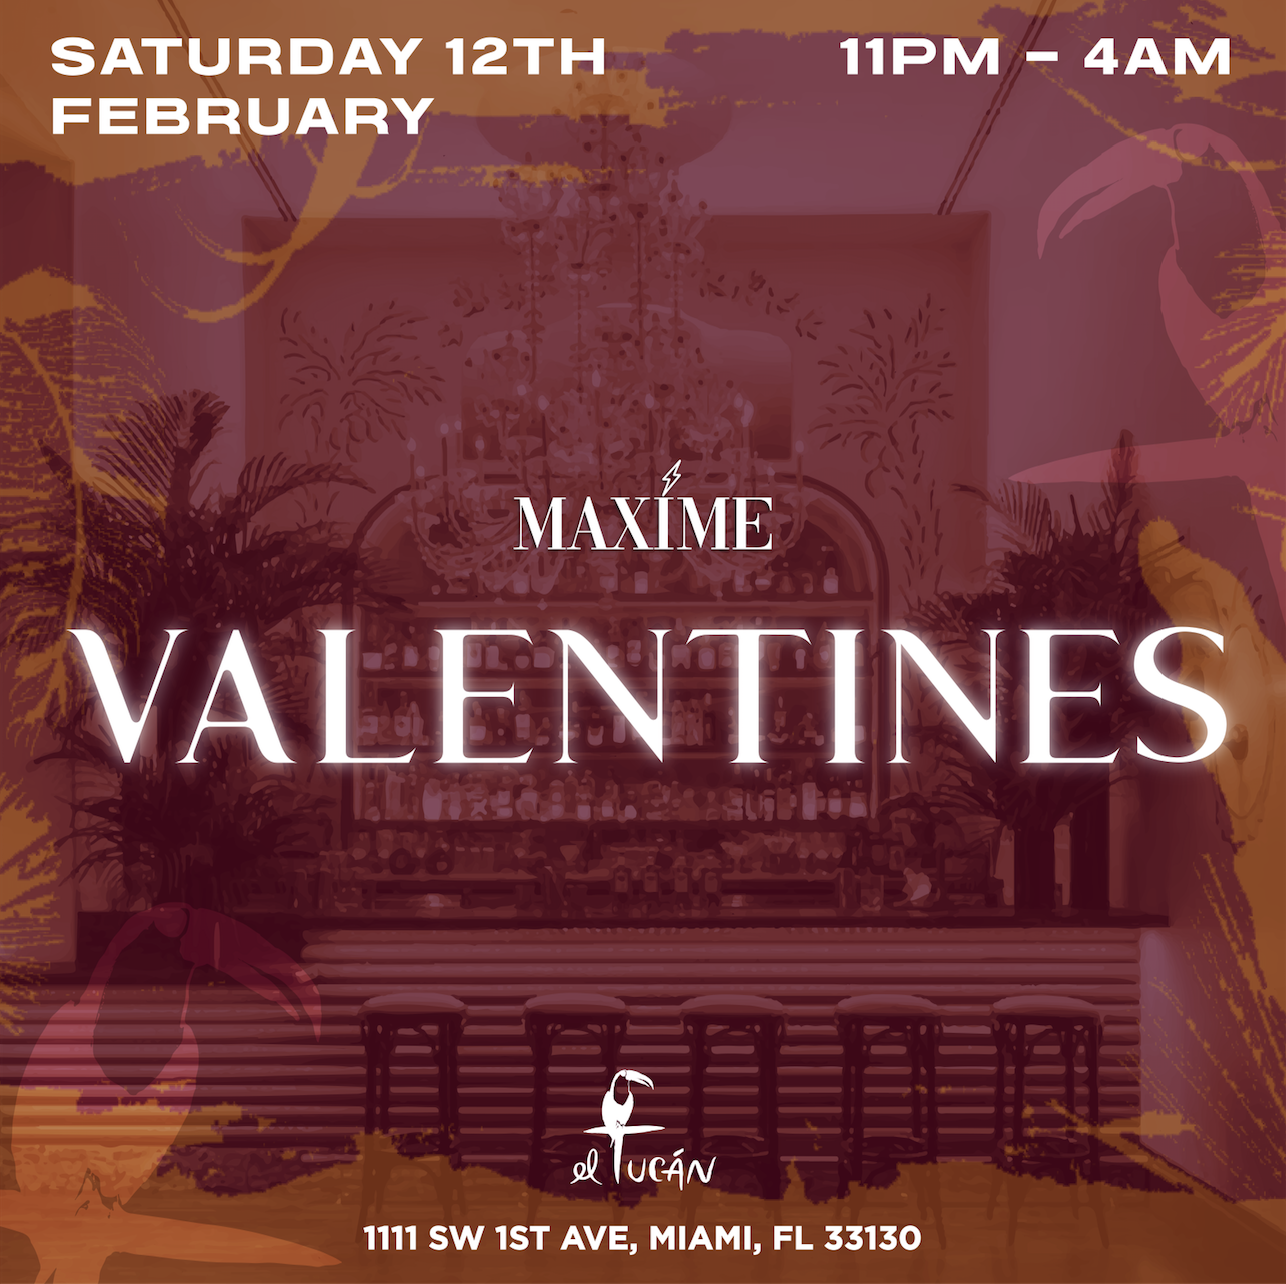 SATURDAY 12TH
FEBRUARY
11PM – 4AM
MAXÍME
VALENTINES
el TUCÁN
1111 SW 1ST AVE, MIAMI, FL 33130